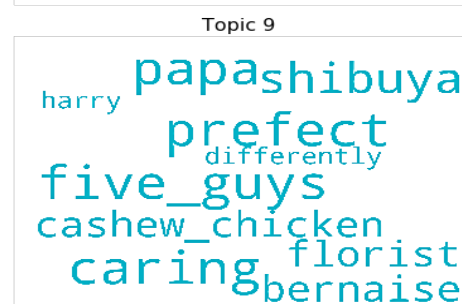 Topic 9
papa shibuya
harry
prefect
differently
five_guys
cashew_chicken
florist
caring
bernaise